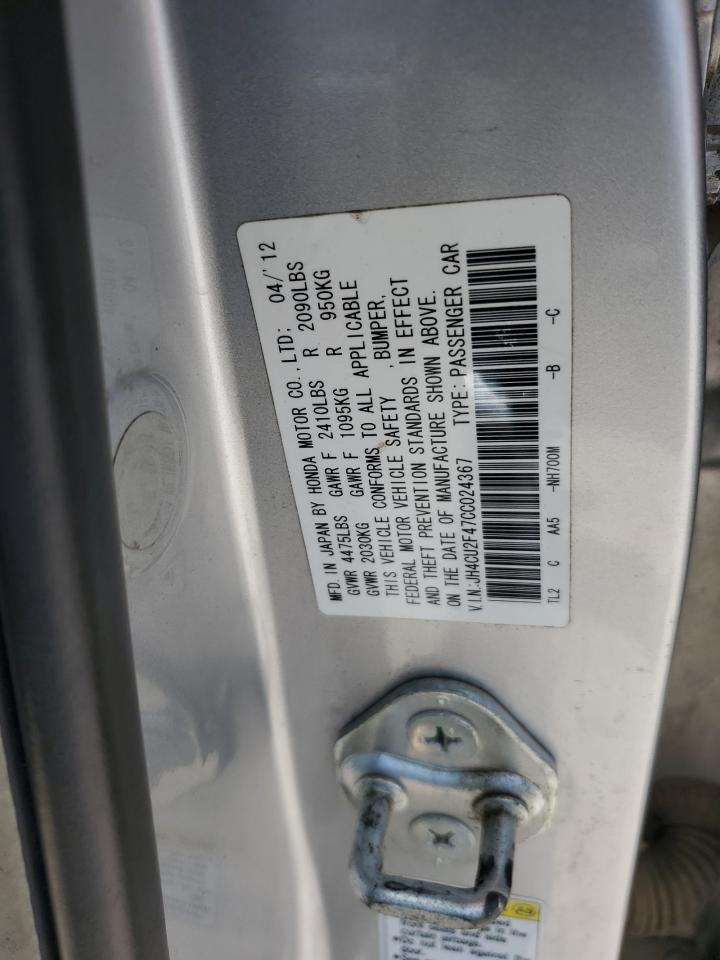 MFD. IN JAPAN BY HONDA MOTOR CO., LTD; 04/'12
GVWR 4475LBS GAWR F 2410LBS R 2090LBS
GVWR 2030KG GAWR F 1095KG R 950KG
THIS VEHICLE CONFORMS TO ALL APPLICABLE
FEDERAL MOTOR VEHICLE SAFETY , BUMPER,
AND THEFT PREVENTION STANDARDS IN EFFECT
ON THE DATE OF MANUFACTURE SHOWN ABOVE.
V.I.N.:JH4CU2F47CC024367 TYPE: PASSENGER CAR
TL2 C AA5 -NH700M -B -C